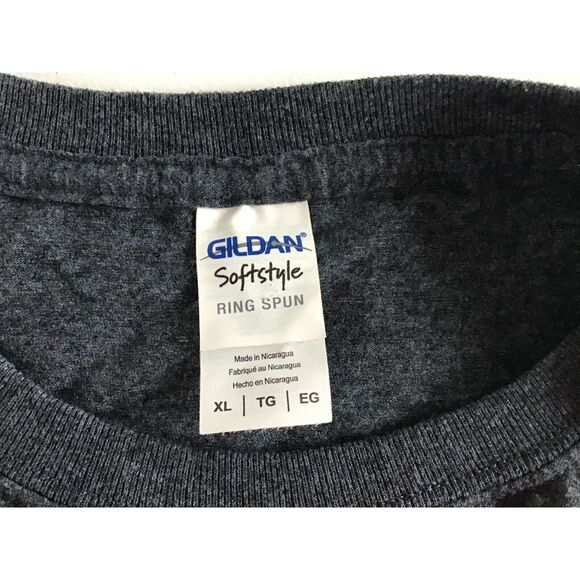 GILDAN®
Softstyle
RING SPUN
Made in Nicaragua
Fabriqué au Nicaragua
Hecho en Nicaragua
XL | TG | EG